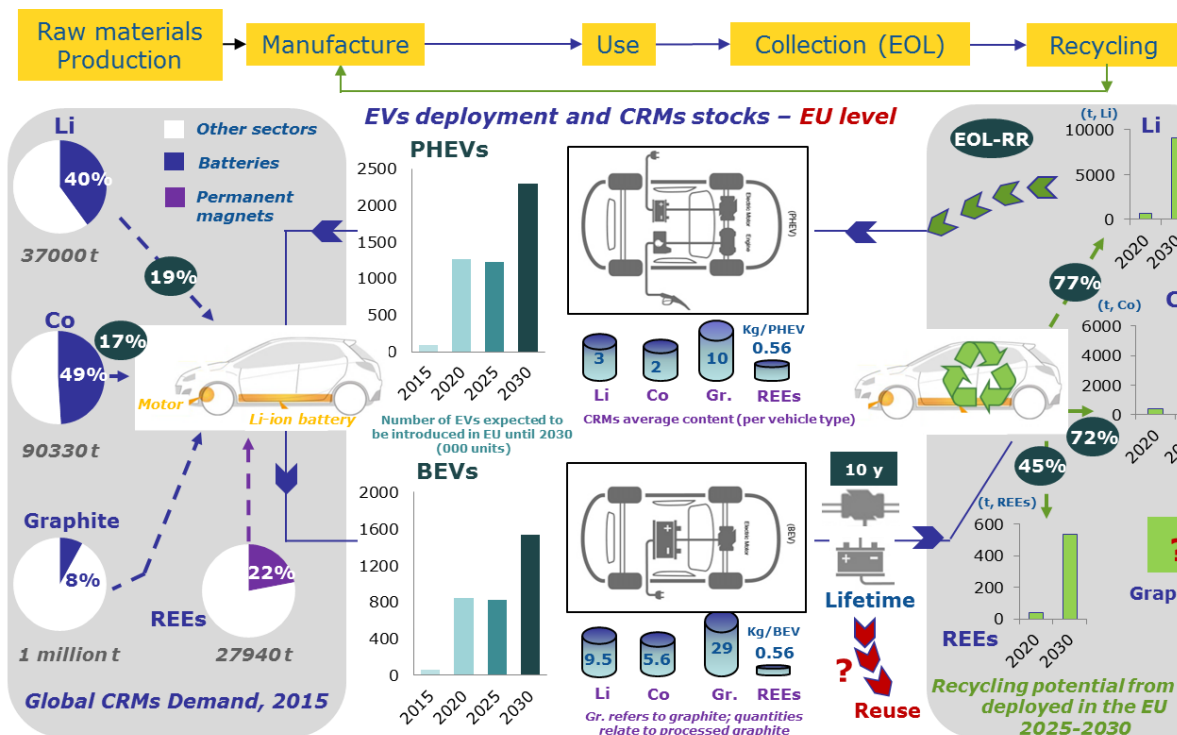 Raw materials
Production
Manufacture
Use
Collection (EOL)
Recycling
EVs deployment and CRMs stocks – EU level
Li
40%
37000 t
19%
Other sectors
Batteries
Permanent
magnets
Co
49%
17%
90330 t
Motor
Li-ion battery
Graphite
8%
1 million t
REEs
22%
27940 t
Global CRMs Demand, 2015
PHEVs
2500
2000
1500
1000
500
0
2015
2020
2025
2030
Number of EVs expected to
be introduced in EU until 2030
(000 units)
BEVs
2000
1600
1200
800
400
0
2015
2020
2025
2030
Electric Motor
Engine
(PHEV)
3
2
10
Kg/PHEV
0.56
Li
Co
Gr.
REEs
CRMs average content (per vehicle type)
Electric Motor
(BEV)
9.5
5.6
29
Kg/BEV
0.56
Li
Co
Gr.
REEs
Gr. refers to graphite; quantities
relate to processed graphite
10 y
Lifetime
?
Reuse
EOL-RR
(t, Li)
Li
10000
5000
0
2020
2030
77%
(t, Co)
6000
4000
2000
0
2020
72%
45%
(t, REEs)
600
400
200
0
2020
2030
REEs
?
Recycling potential from
deployed in the EU
2025-2030